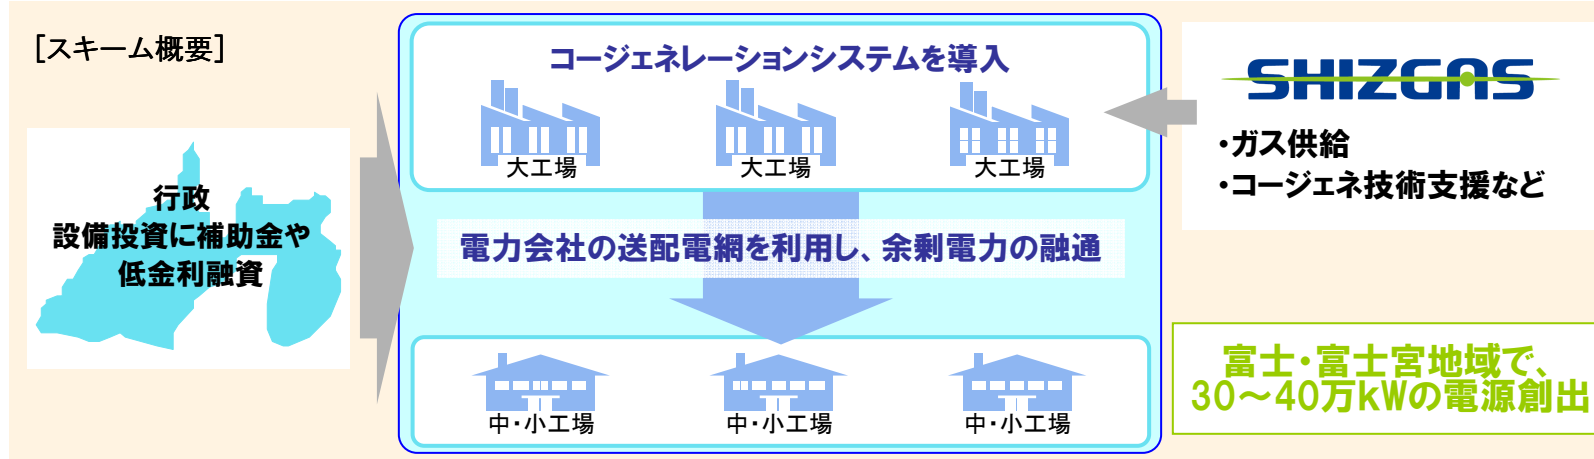 [スキーム概要]
コージェネレーションシステムを導入
大工場
大工場
大工場
SHIZGAS
・ガス供給
・コージェネ技術支援など
行政
設備投資に補助金や
低金利融資
電力会社の送配電網を利用し、余剰電力の融通
中・小工場
中・小工場
中・小工場
富士・富士宮地域で、
30～40万kWの電源創出